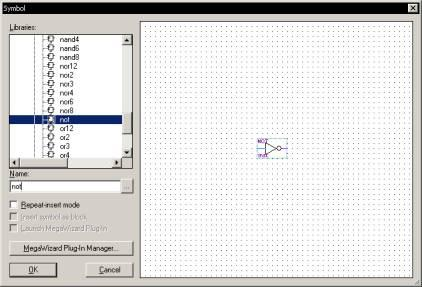 Symbol
Libraries:
nand4
nand6
nand8
nor12
nor2
nor3
nor4
nor6
nor8
not
or12
or2
or3
or4
Name:
not
...
Repeat-insert mode
Insert symbol as block
Launch MegaWizard Plug-In
MegaWizard Plug-In Manager...
OK
Cancel
NOT
inst